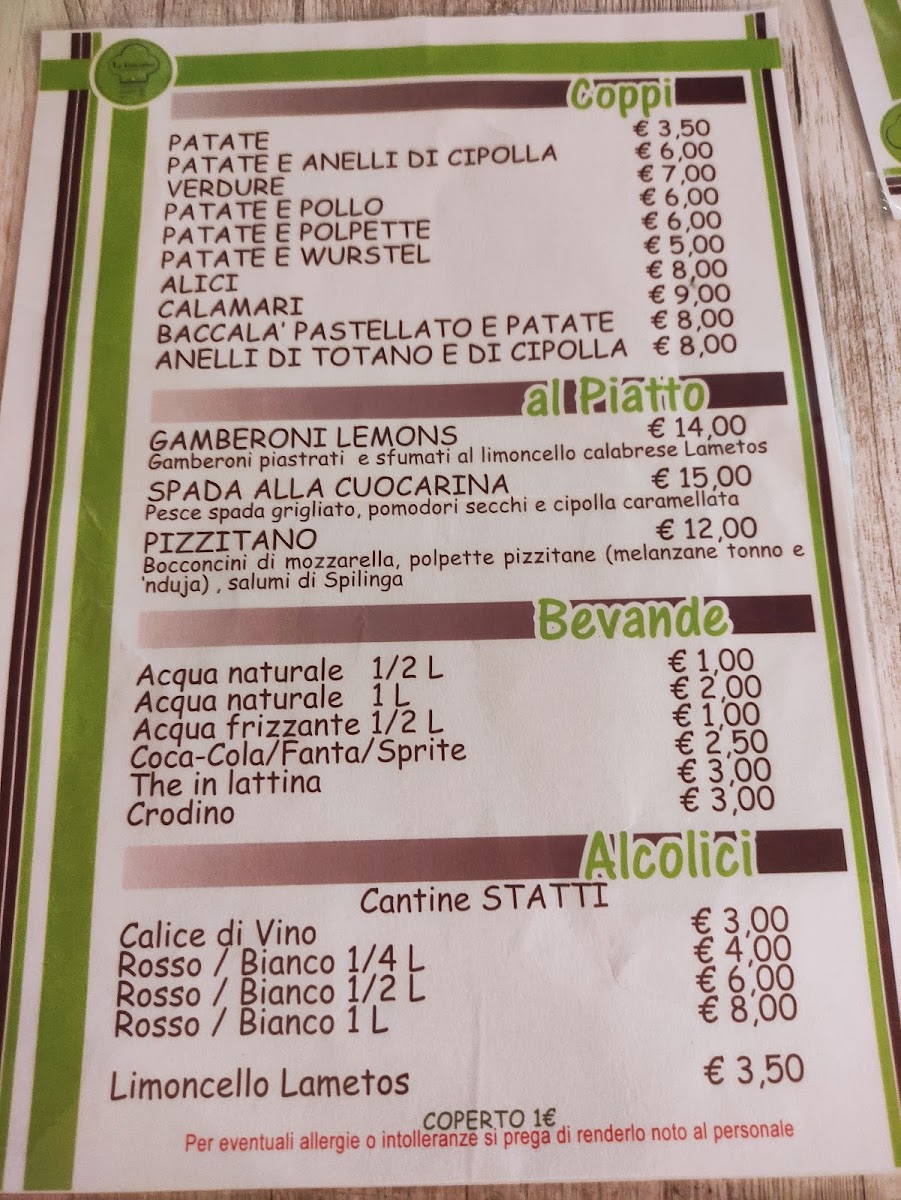 Coppi
PATATE € 3,50
PATATE E ANELLI DI CIPOLLA € 6,00
VERDURE € 7,00
PATATE E POLLO € 6,00
PATATE E POLPETTE € 6,00
PATATE E WURSTEL € 5,00
ALICI € 8,00
CALAMARI € 9,00
BACCALA' PASTELLATO E PATATE € 8,00
ANELLI DI TOTANO E DI CIPOLLA € 8,00
al Piatto
GAMBERONI LEMONS € 14,00
Gamberoni piastrati e sfumati al limoncello calabrese Lametos
SPADA ALLA CUOCARINA € 15,00
Pesce spada grigliato, pomodori secchi e cipolla caramellata
PIZZITANO € 12,00
Bocconcini di mozzarella, polpette pizzitane (melanzane tonno e
'nduja) , salumi di Spilinga
Bevande
Acqua naturale 1/2 L € 1,00
Acqua naturale 1 L € 2,00
Acqua frizzante 1/2 L € 1,00
Coca-Cola/Fanta/Sprite € 2,50
The in lattina € 3,00
Crodino € 3,00
Alcolici
Cantine STATTI
Calice di Vino € 3,00
Rosso / Bianco 1/4 L € 4,00
Rosso / Bianco 1/2 L € 6,00
Rosso / Bianco 1 L € 8,00
Limoncello Lametos € 3,50
COPERTO 1€
Per eventuali allergie o intolleranze si prega di renderlo noto al personale